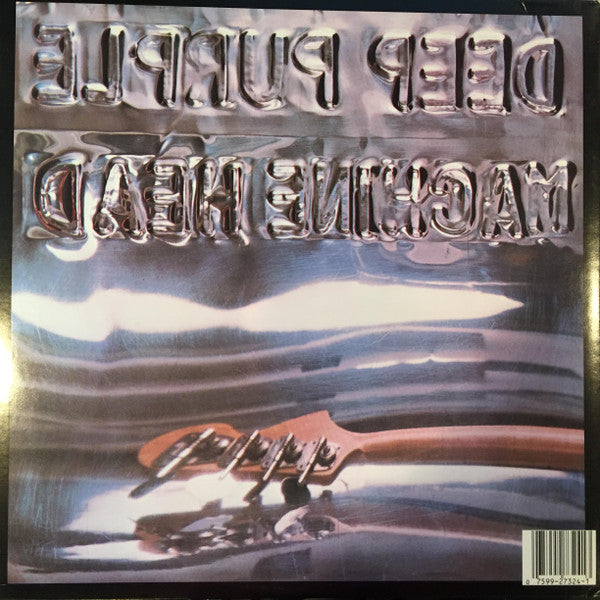 DEEP PURPLE
MACHINE HEAD
0 7599-27324-1